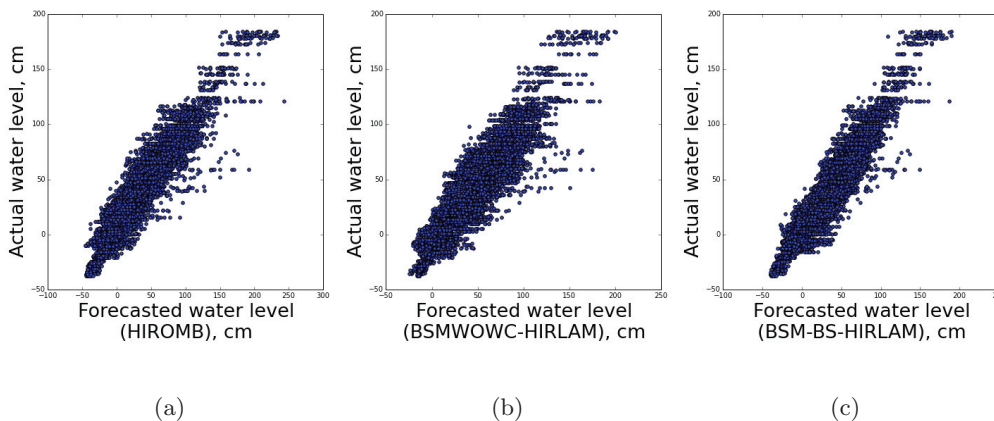 200
150
100
50
0
−50
−100 −50 0 50 100 150 200 250 300
Actual water level, cm
Forecasted water level
(HIROMB), cm
(a)
200
150
100
50
0
−50
−50 0 50 100 150 200 250
Actual water level, cm
Forecasted water level
(BSMWOWC-HIRLAM), cm
(b)
200
150
100
50
0
−50
−100 −50 0 50 100 150 200
Actual water level, cm
Forecasted water level
(BSM-BS-HIRLAM), cm
(c)